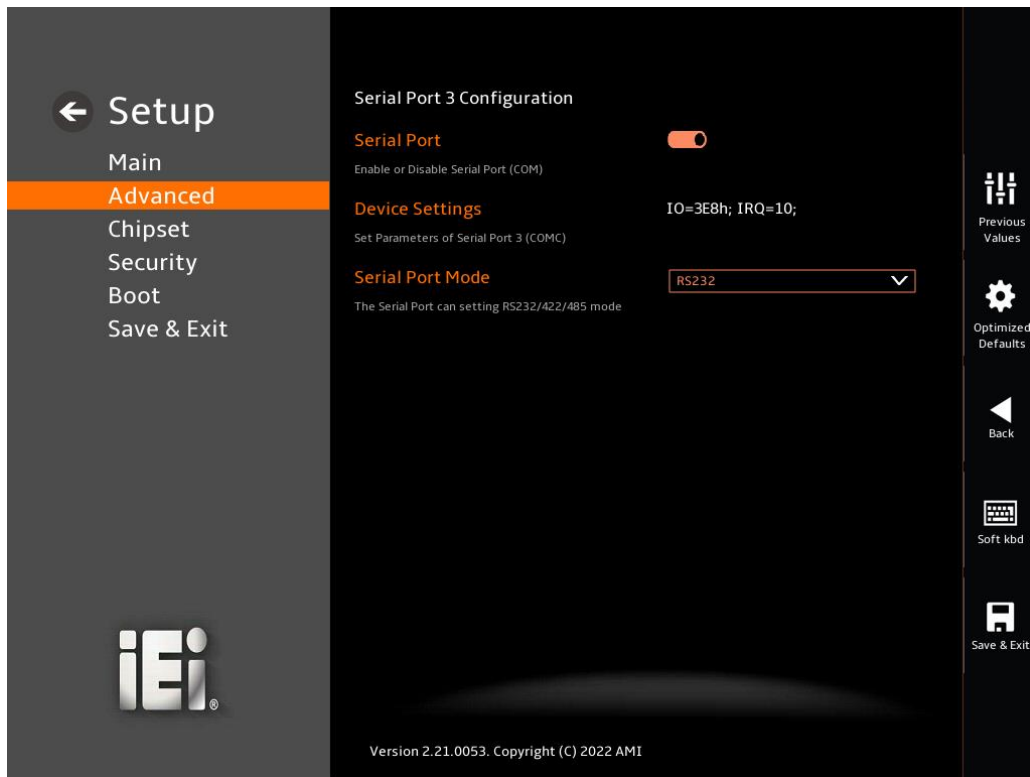 Setup
Main
Advanced
Chipset
Security
Boot
Save & Exit
iEi®
Serial Port 3 Configuration
Serial Port
Enable or Disable Serial Port (COM)
Device Settings
IO=3E8h; IRQ=10;
Set Parameters of Serial Port 3 (COMC)
Serial Port Mode
RS232
The Serial Port can setting RS232/422/485 mode
Version 2.21.0053. Copyright (C) 2022 AMI
Previous
Values
Optimized
Defaults
Back
Soft kbd
Save & Exit